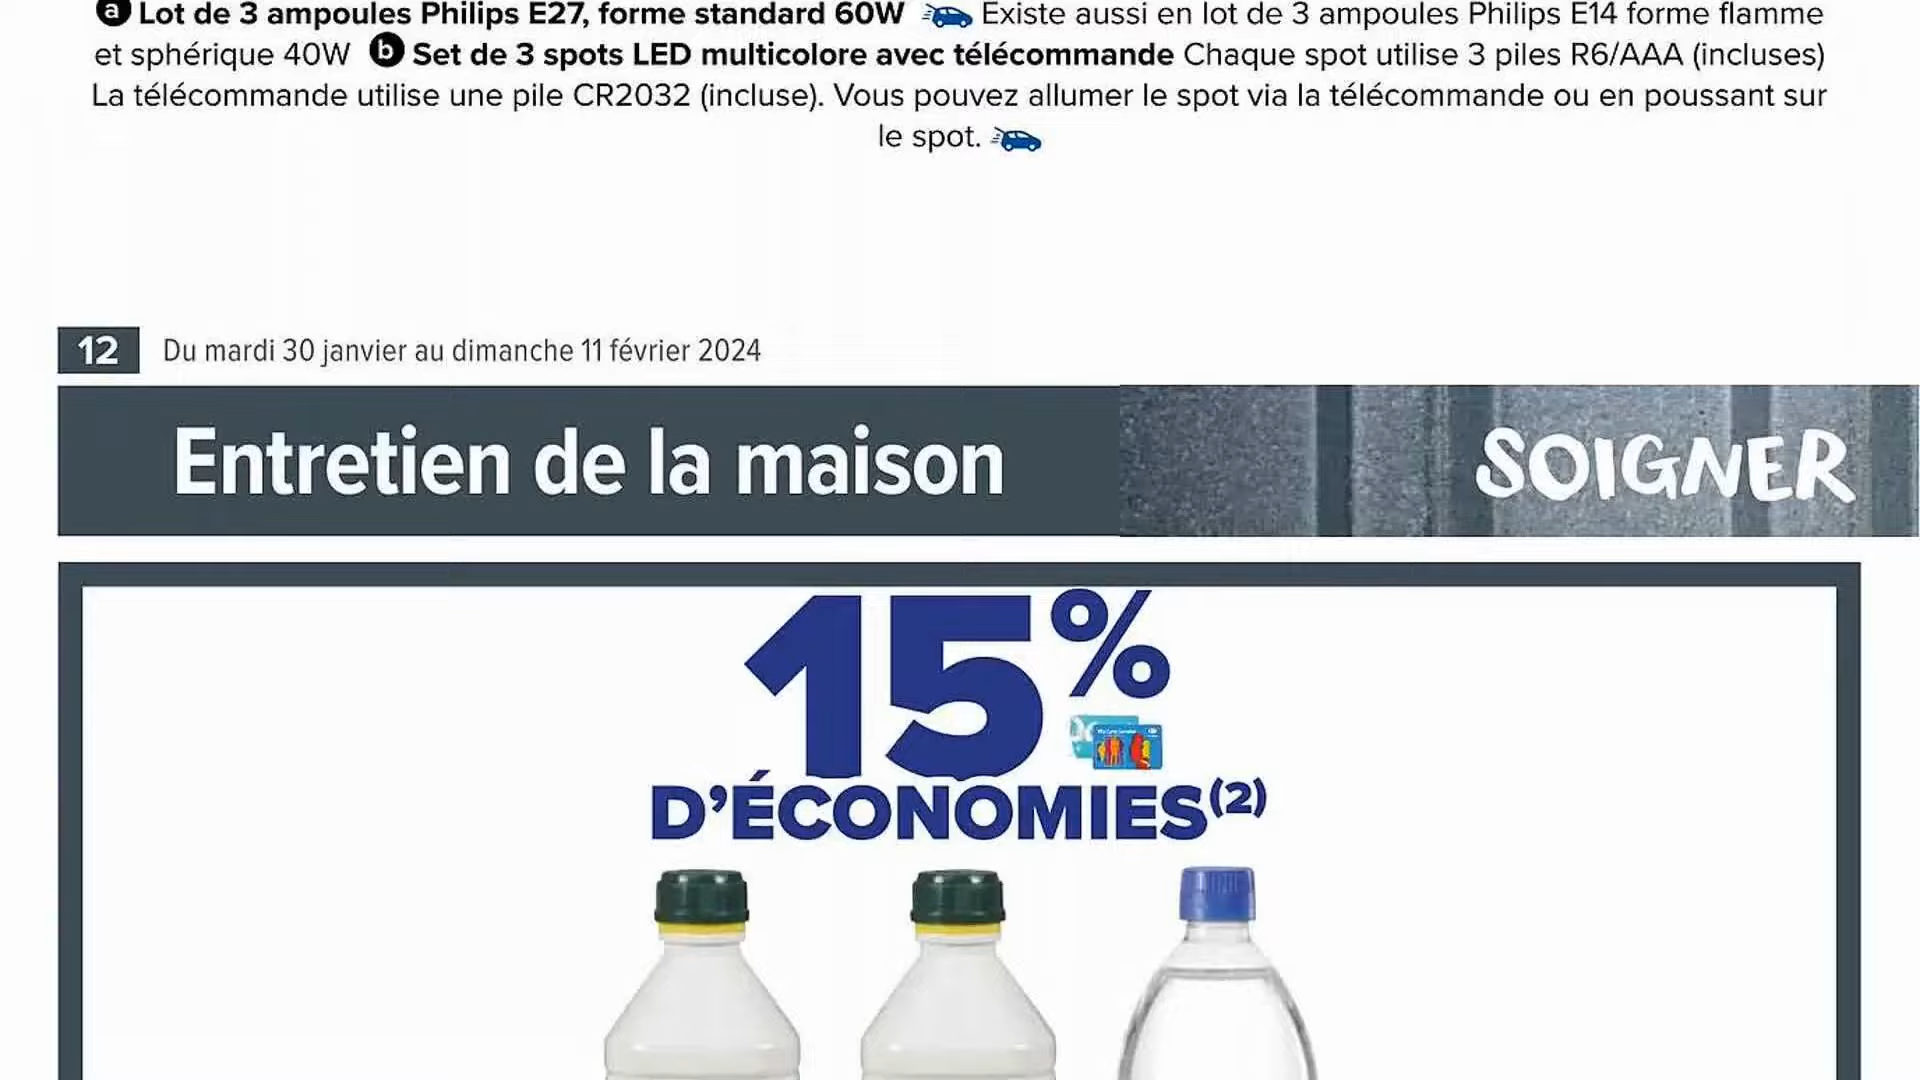 a Lot de 3 ampoules Philips E27, forme standard 60W Existe aussi en lot de 3 ampoules Philips E14 forme flamme
et sphérique 40W b Set de 3 spots LED multicolore avec télécommande Chaque spot utilise 3 piles R6/AAA (incluses)
La télécommande utilise une pile CR2032 (incluse). Vous pouvez allumer le spot via la télécommande ou en poussant sur
le spot.
12 Du mardi 30 janvier au dimanche 11 février 2024
Entretien de la maison
SOIGNER
15%
D'ÉCONOMIES(2)